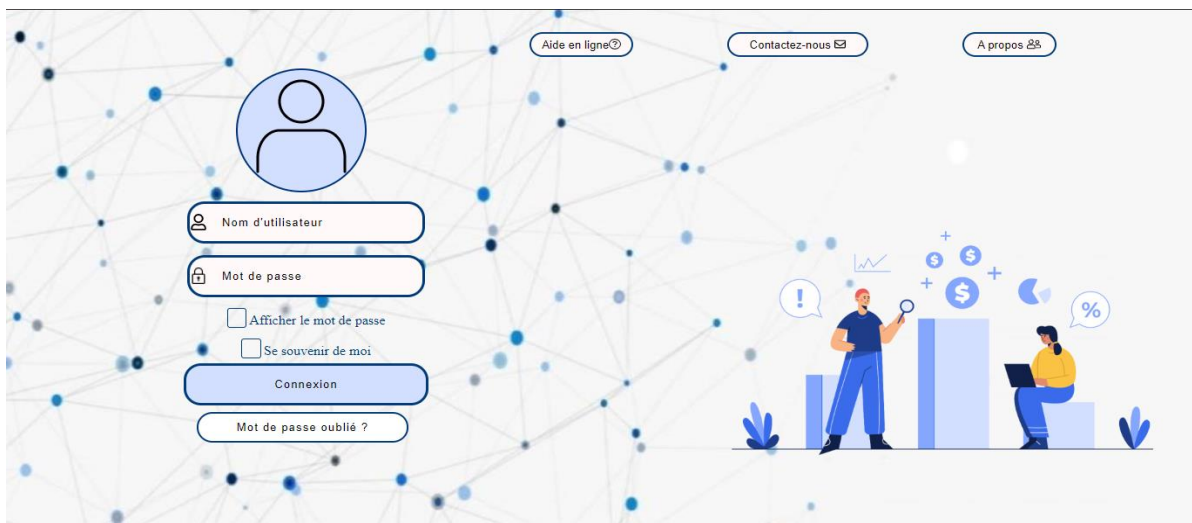 Aide en ligne
Contactez-nous
A propos
Nom d'utilisateur
Mot de passe
Afficher le mot de passe
Se souvenir de moi
Connexion
Mot de passe oublié ?
$
$
$
!
%